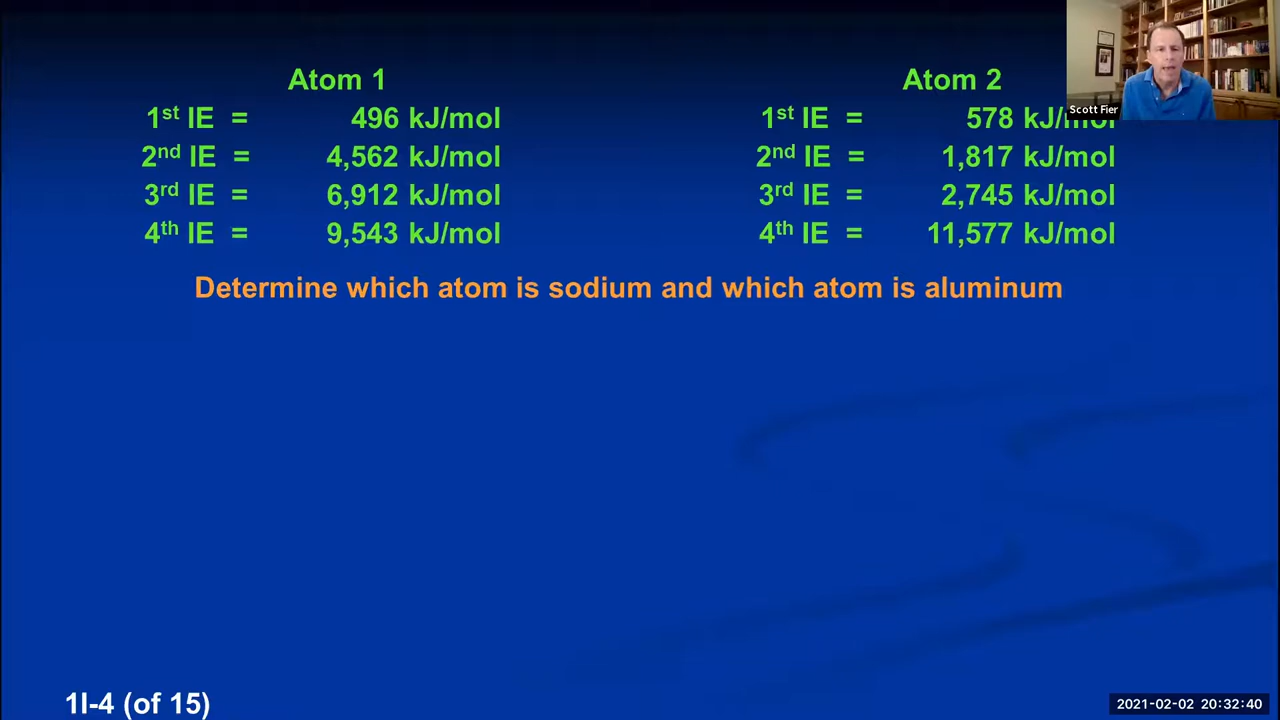 Atom 1
Atom 2
Scott Fier
1st IE = 496 kJ/mol
1st IE = 578 kJ/mol
2nd IE = 4,562 kJ/mol
2nd IE = 1,817 kJ/mol
3rd IE = 6,912 kJ/mol
3rd IE = 2,745 kJ/mol
4th IE = 9,543 kJ/mol
4th IE = 11,577 kJ/mol
Determine which atom is sodium and which atom is aluminum
1I-4 (of 15)
2021-02-02 20:32:40